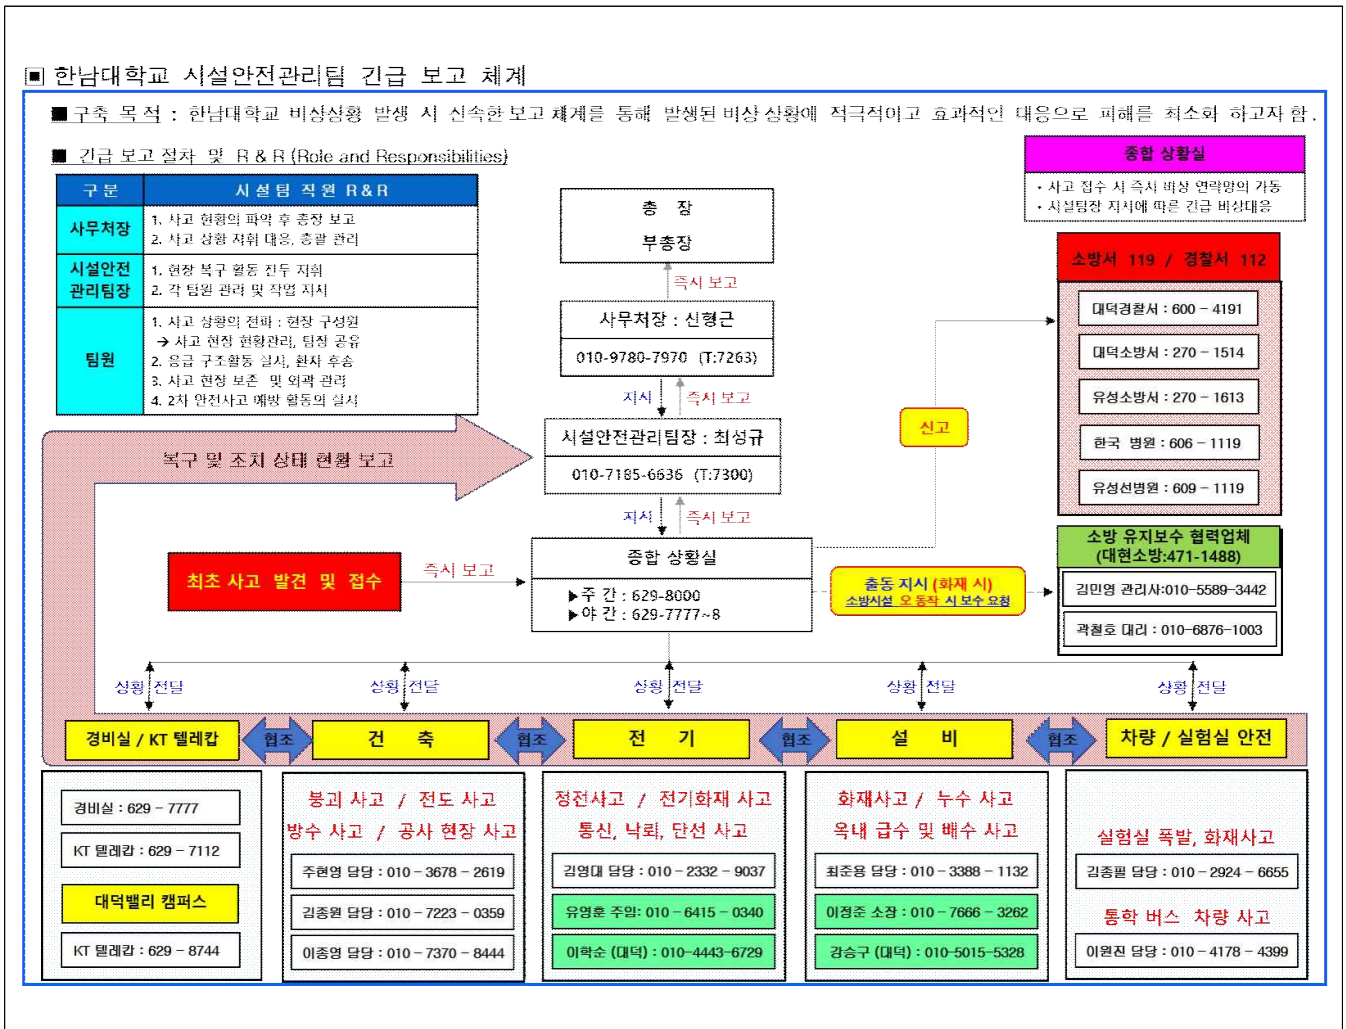 ▣ 한남대학교 시설안전관리팀 긴급 보고 체계
■ 구축 목적 : 한남대학교 비상상황 발생 시 신속한 보고 체계를 통해 발생된 비상 상황에 적극적이고 효과적인 대응으로 피해를 최소화 하고자 함.
■ 긴급 보고 절차 및 R & R (Role and Responsibilities)
구 분
시 설 팀 직 원 R & R
사무처장
1. 사고 현황의 파악 후 총장 보고
2. 사고 상황 지휘 대응, 총괄 관리
시설안전
관리팀장
1. 현장 복구 활동 진두 지휘
2. 각 팀원 관리 및 작업 지시
팀원
1. 사고 상황의 전파 : 현장 구성원
→ 사고 현장 현황관리, 팀장 공유
2. 응급 구조활동 실시, 환자 후송
3. 사고 현장 보존 및 외곽 관리
4. 2차 안전사고 예방 활동의 실시
총 장
부총장
즉시 보고
사무처장 : 신형근
010-9780-7970 (T:7263)
지시
즉시 보고
시설안전관리팀장 : 최성규
010-7185-6636 (T:7300)
지시
즉시 보고
종합 상황실
▶주 간 : 629-8000
▶야 간 : 629-7777~8
종합 상황실
• 사고 접수 시 즉시 비상 연락망의 가동
• 시설팀장 지시에 따른 긴급 비상대응
소방서 119 / 경찰서 112
대덕경찰서 : 600 - 4191
대덕소방서 : 270 - 1514
유성소방서 : 270 - 1613
한국 병원 : 606 - 1119
유성선병원 : 609 - 1119
신고
소방 유지보수 협력업체
(대현소방:471-1488)
김민영 관리사:010-5589-3442
곽철호 대리 : 010-6876-1003
출동 지시 (화재 시)
소방시설 오 동작 시 보수 요청
복구 및 조치 상태 현황 보고
최초 사고 발견 및 접수
즉시 보고
상황 전달
상황 전달
상황 전달
상황 전달
상황 전달
경비실 / KT 텔레캅
협조
건 축
협조
전 기
협조
설 비
협조
차량 / 실험실 안전
경비실 : 629 - 7777
KT 텔레캅 : 629 - 7112
대덕밸리 캠퍼스
KT 텔레캅 : 629 - 8744
붕괴 사고 / 전도 사고
방수 사고 / 공사 현장 사고
주현영 담당 : 010 - 3678 - 2619
김종원 담당 : 010 - 7223 - 0359
이종영 담당 : 010 - 7370 - 8444
정전사고 / 전기화재 사고
통신, 낙뢰, 단선 사고
김영대 담당 : 010 - 2332 - 9037
유영훈 주임: 010 - 6415 - 0340
이학순 (대덕) : 010-4443-6729
화재사고 / 누수 사고
옥내 급수 및 배수 사고
최준용 담당 : 010 - 3388 - 1132
이정준 소장 : 010 - 7666 - 3262
강승구 (대덕) : 010-5015-5328
실험실 폭발, 화재사고
김종필 담당 : 010 - 2924 - 6655
통학 버스 차량 사고
이원진 담당 : 010 - 4178 - 4399